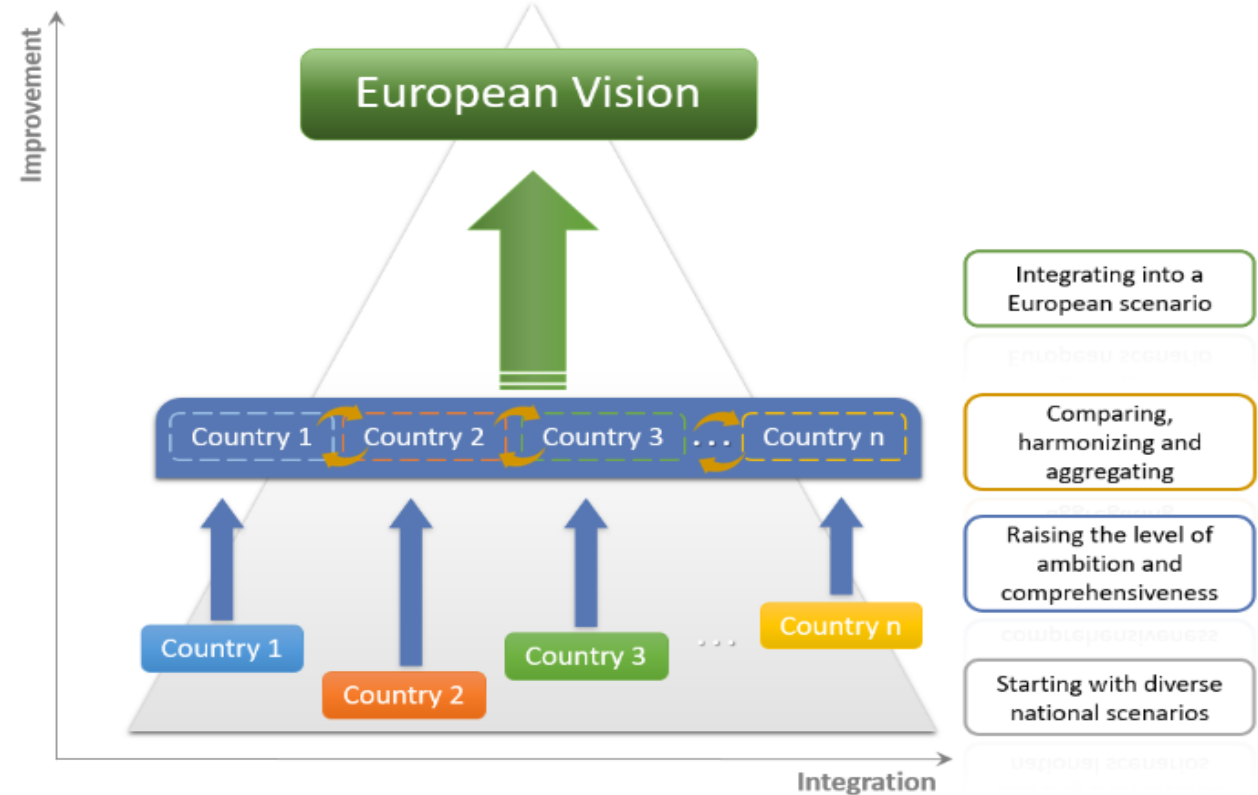 Improvement
European Vision
Integrating into a
European scenario
Country 1
Country 2
Country 3
...
Country n
Comparing,
harmonizing and
aggregating
Raising the level of
ambition and
comprehensiveness
Country 1
Country 2
Country 3
...
Country n
Starting with diverse
national scenarios
Integration